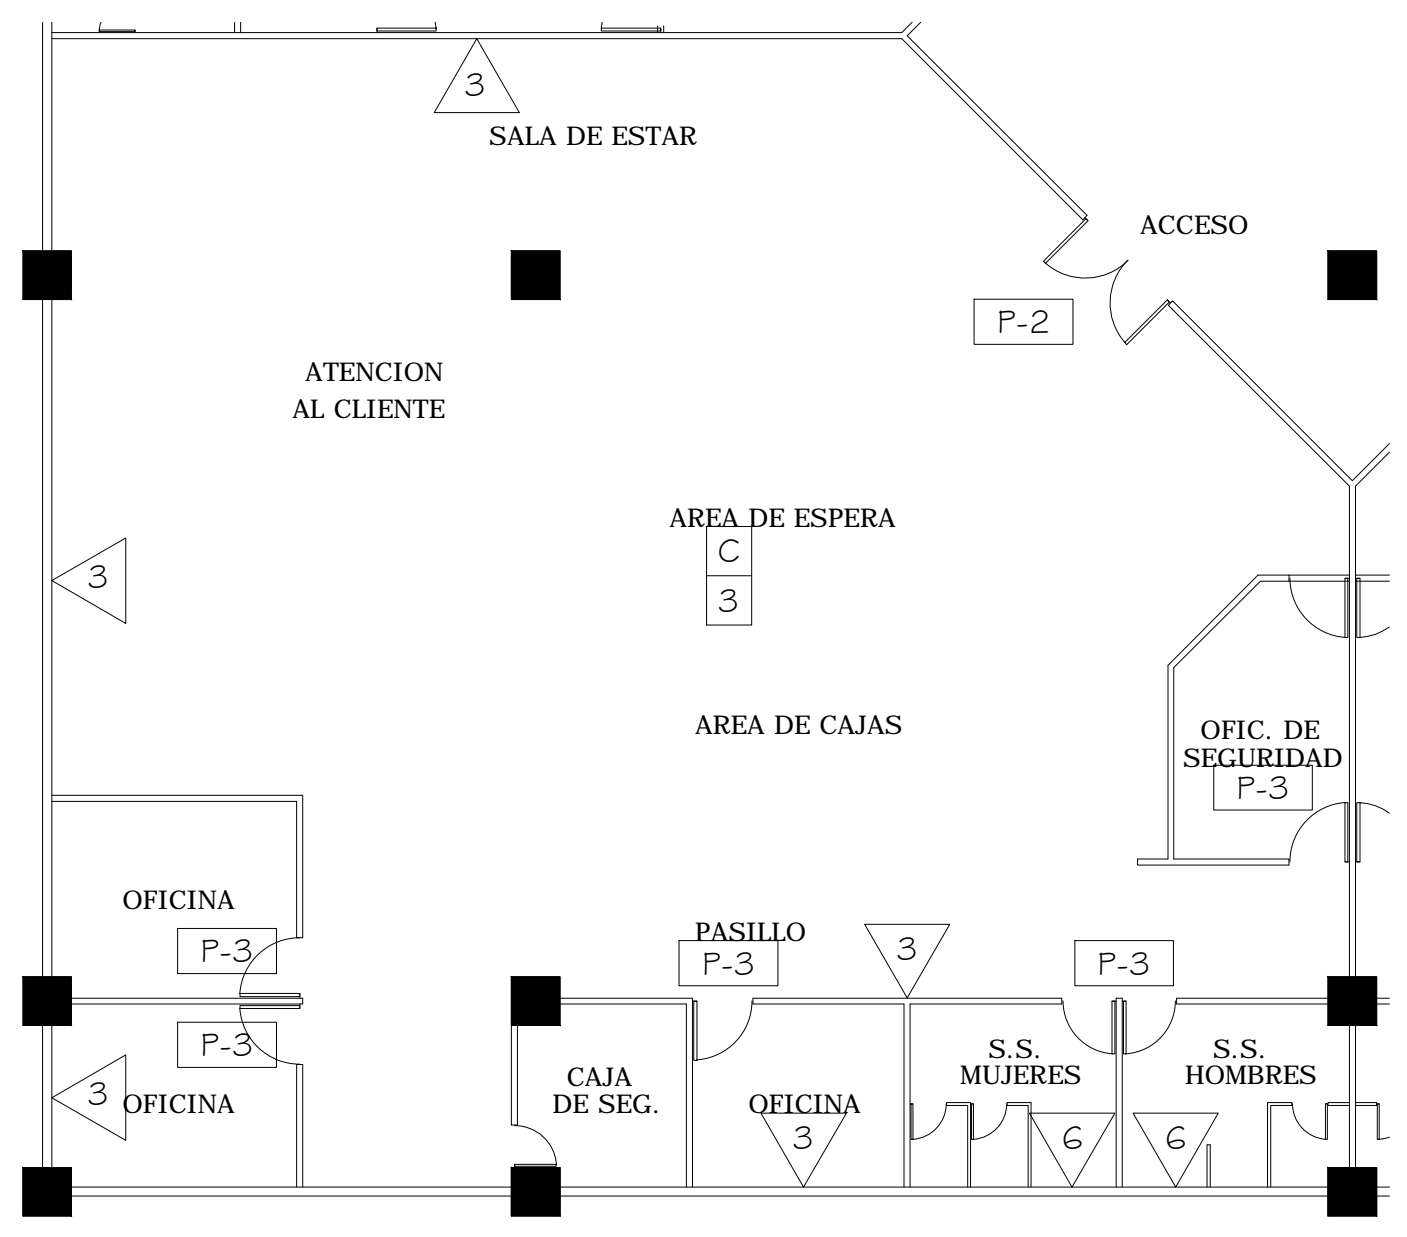 3
SALA DE ESTAR
ACCESO
P-2
ATENCION
AL CLIENTE
AREA DE ESPERA
C
3
3
AREA DE CAJAS
OFIC. DE
SEGURIDAD
P-3
OFICINA
P-3
PASILLO
P-3
3
P-3
P-3
3
OFICINA
CAJA
DE SEG.
OFICINA
3
S.S.
MUJERES
6
S.S.
HOMBRES
6